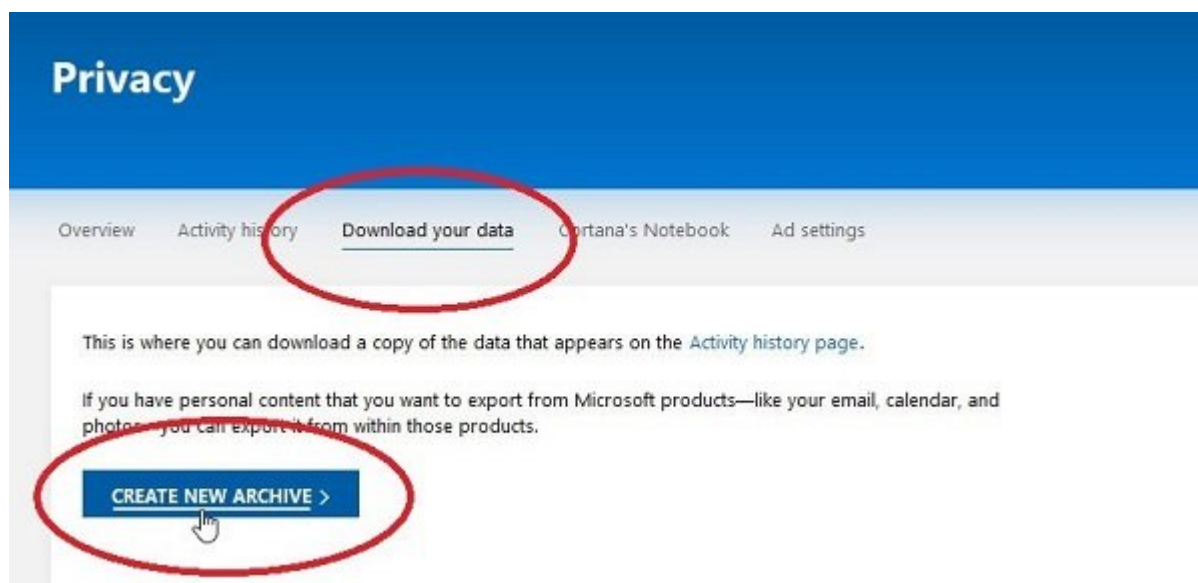 Privacy
Overview Activity history Download your data Cortana's Notebook Ad settings
This is where you can download a copy of the data that appears on the Activity history page.
If you have personal content that you want to export from Microsoft products—like your email, calendar, and
photos—you can export it from within those products.
CREATE NEW ARCHIVE >